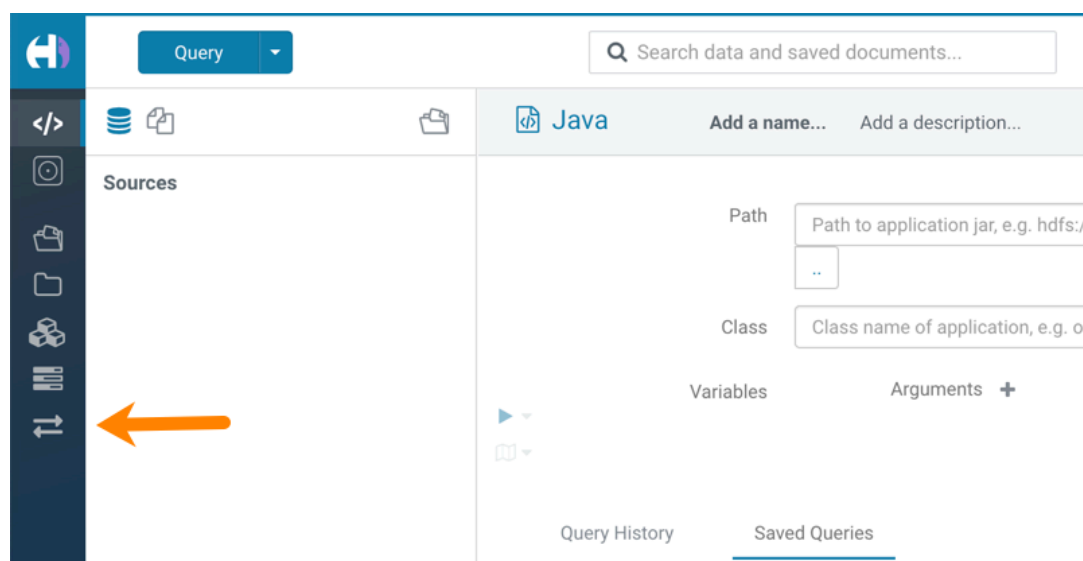 Query
Search data and saved documents...
Java
Add a name...
Add a description...
Sources
Path
Path to application jar, e.g. hdfs:/
..
Class
Class name of application, e.g. o
Variables
Arguments
Query History
Saved Queries